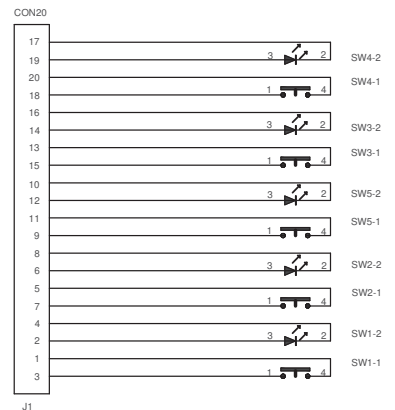 CON20
17
19 3 2 SW4-2
20 SW4-1
18 1 4
16
14 3 2 SW3-2
13 SW3-1
15 1 4
10
12 3 2 SW5-2
11 SW5-1
9 1 4
8
6 3 2 SW2-2
5 SW2-1
7 1 4
4
2 3 2 SW1-2
1 SW1-1
3 1 4
J1